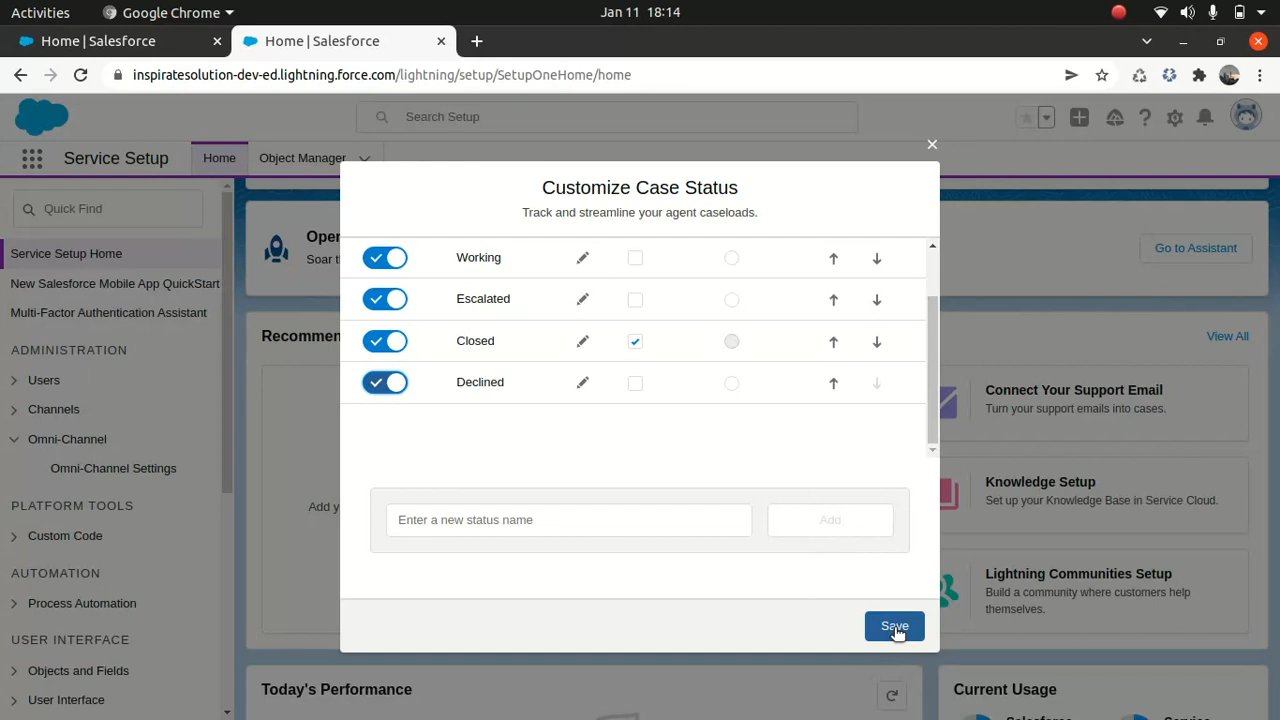 Activities
Google Chrome
Jan 11 18:14
Home | Salesforce
Home | Salesforce
inspiratesolution-dev-ed.lightning.force.com/lightning/setup/SetupOneHome/home
Search Setup
Service Setup
Home
Object Manager
Customize Case Status
Track and streamline your agent caseloads.
Quick Find
Service Setup Home
New Salesforce Mobile App QuickStart
Multi-Factor Authentication Assistant
ADMINISTRATION
Users
Channels
Omni-Channel
Omni-Channel Settings
PLATFORM TOOLS
Custom Code
AUTOMATION
Process Automation
USER INTERFACE
Objects and Fields
User Interface
Go to Assistant
View All
Working
Escalated
Closed
Declined
Enter a new status name
Add
Save
Connect Your Support Email
Turn your support emails into cases.
Knowledge Setup
Set up your Knowledge Base in Service Cloud.
Lightning Communities Setup
Build a community where customers help
themselves.
Today's Performance
Current Usage